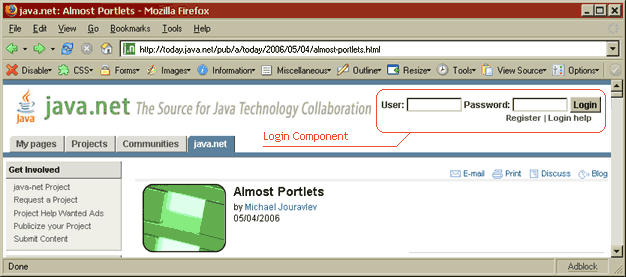 java.net: Almost Portlets - Mozilla Firefox
File Edit View Go Bookmarks Tools Help
http://today.java.net/pub/a/today/2006/05/04/almost-portlets.html
Disable CSS Forms Images Information Miscellaneous Outline Resize Tools View Source Options
Java java.net The Source for Java Technology Collaboration
User: Password: Login
Register | Login help
Login Component
My pages Projects Communities java.net
Get Involved
java-net Project
Request a Project
Project Help Wanted Ads
Publicize your Project
Submit Content
E-mail Print Discuss Blog
Almost Portlets
by Michael Jouravlev
05/04/2006
Done Adblock